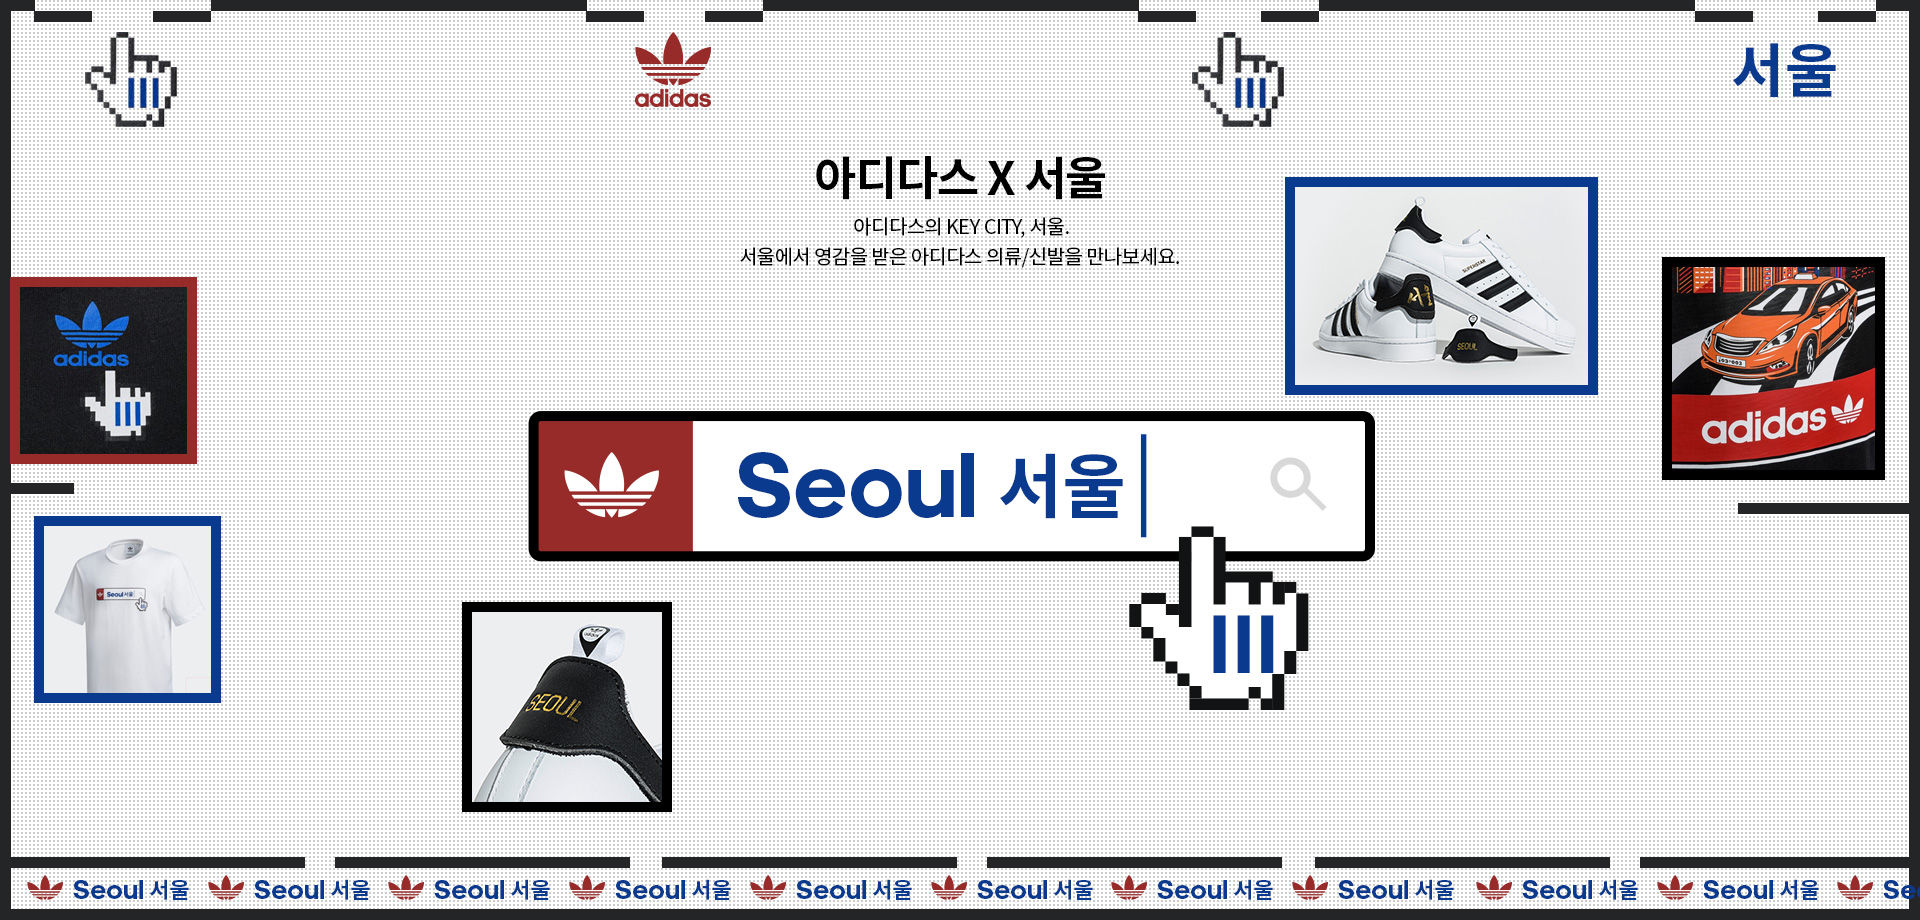 adidas
서울
아디다스 X 서울
아디다스의 KEY CITY, 서울.
서울에서 영감을 받은 아디다스 의류/신발을 만나보세요.
SUPERSTAR
SEOUL
adidas
adidas
Seoul 서울
Seoul 서울
SEOUL
Seoul 서울 Seoul 서울 Seoul 서울 Seoul 서울 Seoul 서울 Seoul 서울 Seoul 서울 Seoul 서울 Seoul 서울 Seoul 서울 Se